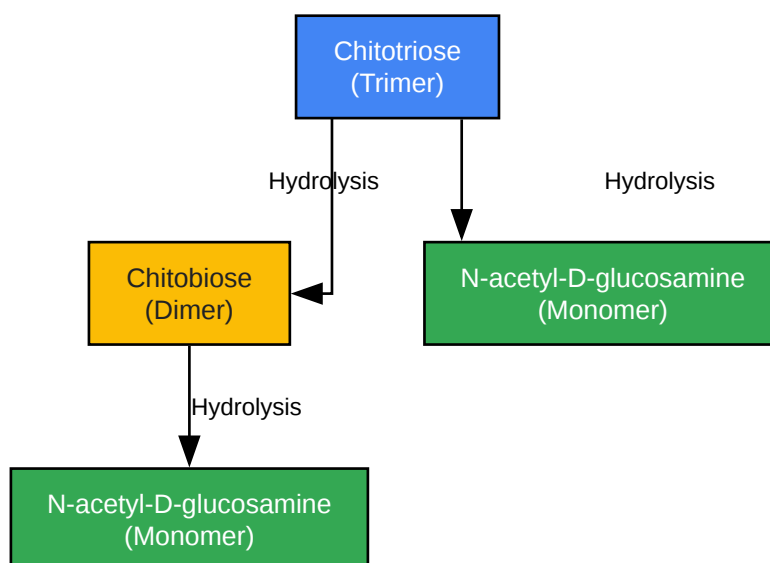 Chitotriose
(Trimer)
Hydrolysis
Hydrolysis
Chitobiose
(Dimer)
N-acetyl-D-glucosamine
(Monomer)
Hydrolysis
N-acetyl-D-glucosamine
(Monomer)